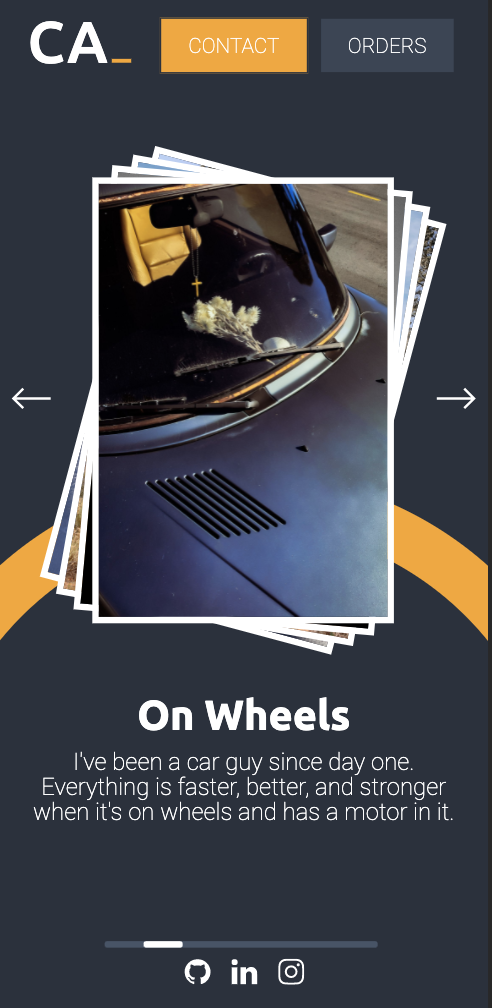 CA_
CONTACT
ORDERS
On Wheels
I've been a car guy since day one.
Everything is faster, better, and stronger
when it's on wheels and has a motor in it.
in